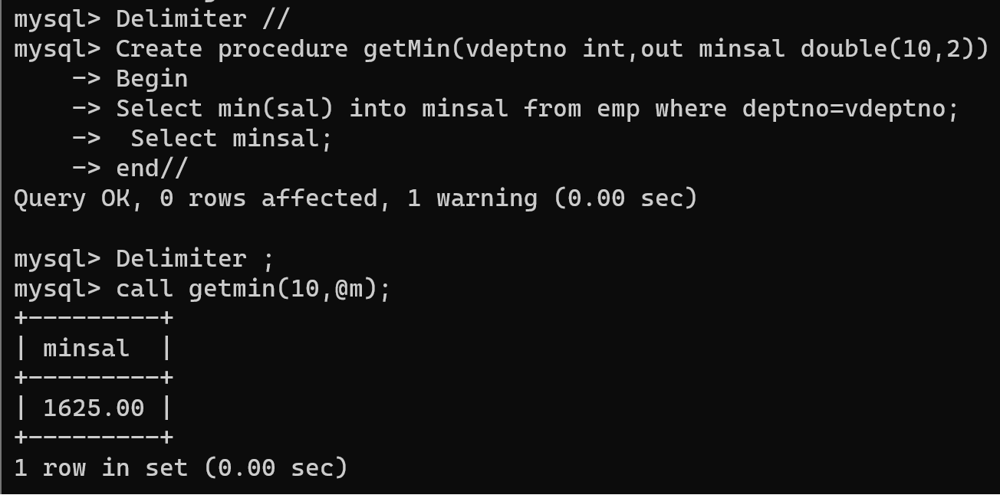 mysql> Delimiter //
mysql> Create procedure getMin(vdeptno int,out minsal double(10,2))
    -> Begin
    -> Select min(sal) into minsal from emp where deptno=vdeptno;
    ->  Select minsal;
    -> end//
Query OK, 0 rows affected, 1 warning (0.00 sec)

mysql> Delimiter ;
mysql> call getmin(10,@m);
+---------+
| minsal  |
+---------+
| 1625.00 |
+---------+
1 row in set (0.00 sec)